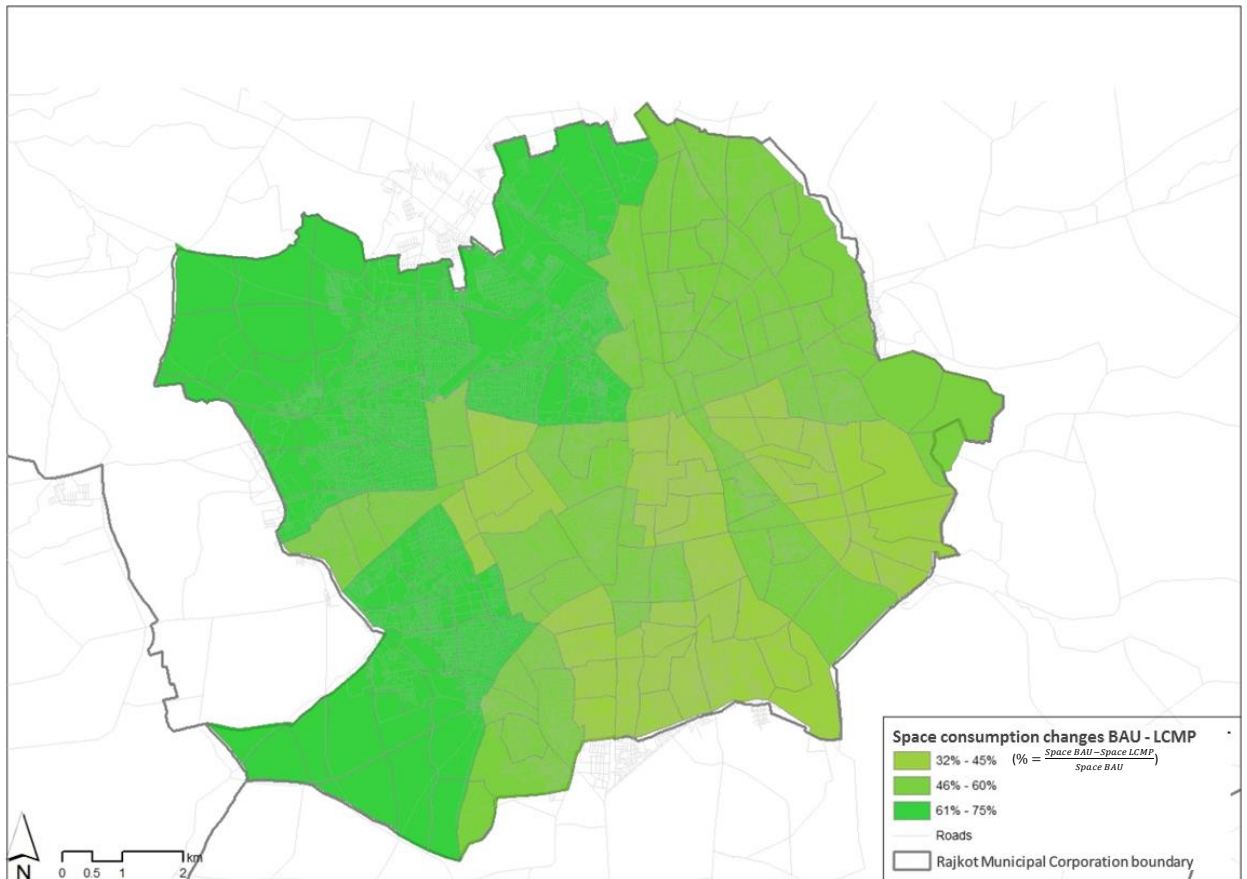 Space consumption changes BAU - LCMP
32% - 45% (% = \frac{Space BAU−Space LCMP}{Space BAU})
46% - 60%
61% - 75%
Roads
Rajkot Municipal Corporation boundary
N
0 0.5 1 2 km